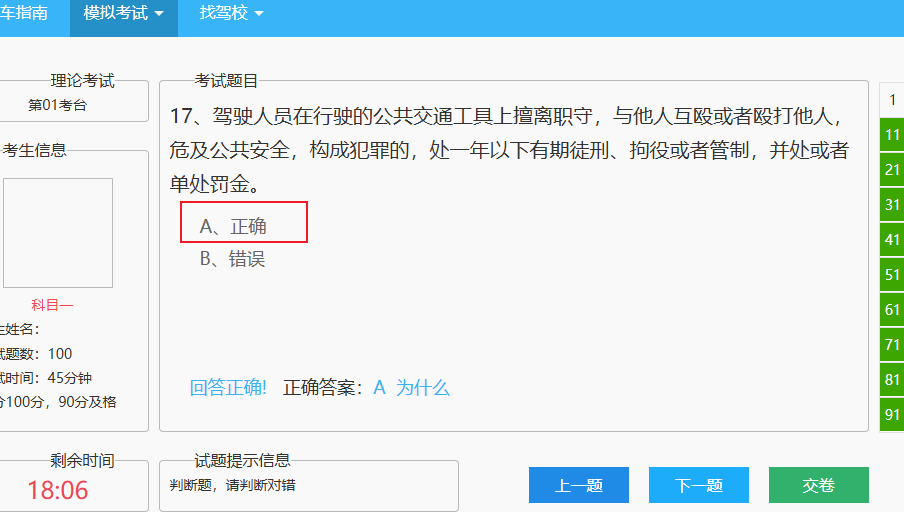 车指南 模拟考试 找驾校
理论考试
第01考台
考生信息
科目一
生姓名：
试题数：100
试时间：45分钟
分100分，90分及格
剩余时间
18:06
考试题目
17、驾驶人员在行驶的公共交通工具上擅离职守，与他人互殴或者殴打他人，
危及公共安全，构成犯罪的，处一年以下有期徒刑、拘役或者管制，并处或者
单处罚金。
A、正确
B、错误
回答正确! 正确答案：A 为什么
试题提示信息
判断题，请判断对错
上一题 下一题 交卷
1
11
21
31
41
51
61
71
81
91